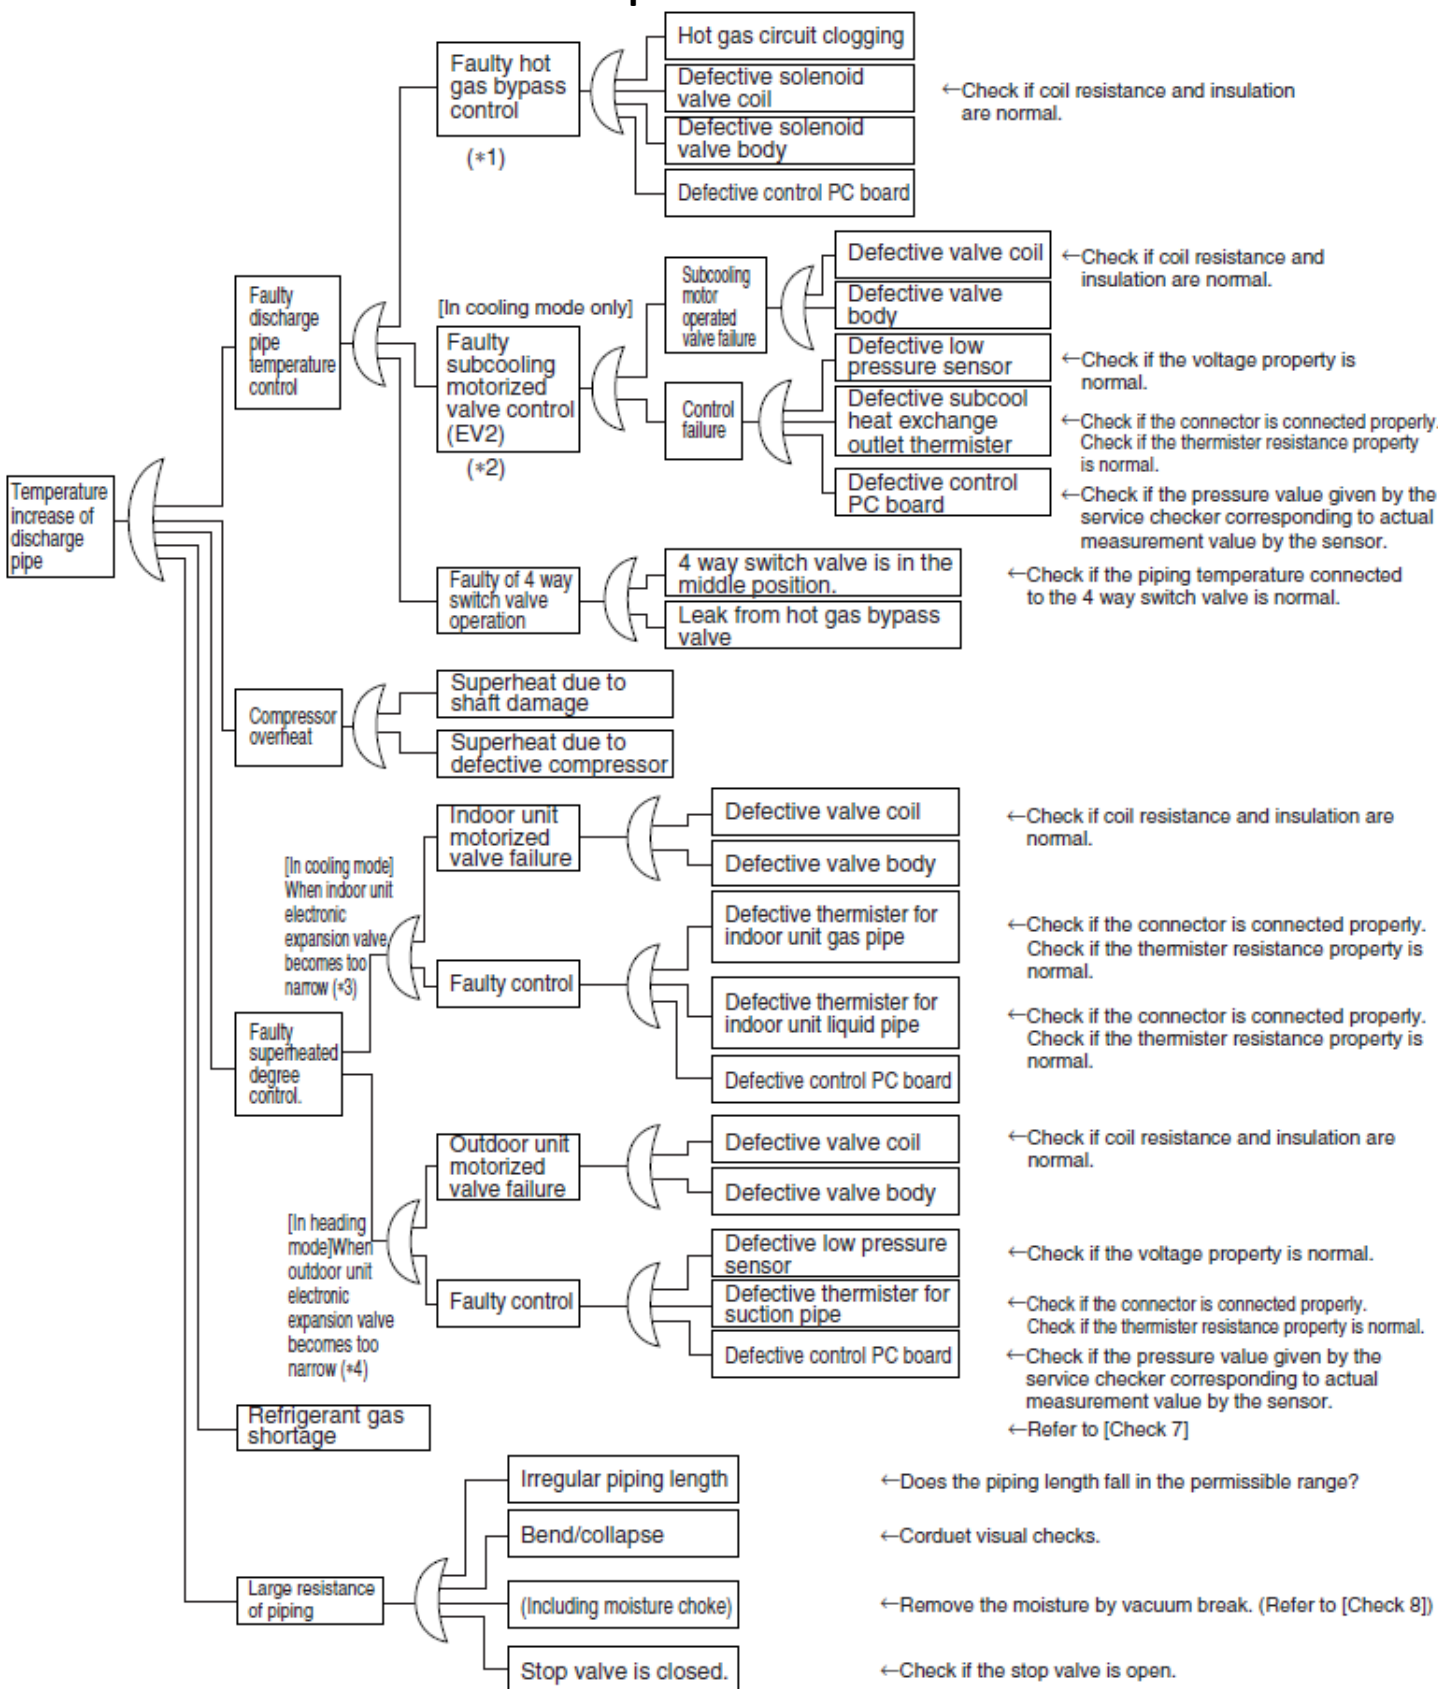 Hot gas circuit clogging
Faulty hot
gas bypass
control
(*1)
Defective solenoid
valve coil
←Check if coil resistance and insulation
are normal.
Defective solenoid
valve body
Defective control PC board
Faulty
discharge
pipe
temperature
control
[In cooling mode only]
Faulty
subcooling
motorized
valve control
(EV2)
(*2)
Subcooling
motor
operated
valve failure
Defective valve coil
←Check if coil resistance and
insulation are normal.
Defective valve
body
Control
failure
Defective low
pressure sensor
←Check if the voltage property is
normal.
Defective subcool
heat exchange
outlet thermister
←Check if the connector is connected properly.
Check if the thermister resistance property
is normal.
Defective control
PC board
←Check if the pressure value given by the
service checker corresponding to actual
measurement value by the sensor.
Temperature
increase of
discharge
pipe
Faulty of 4 way
switch valve
operation
4 way switch valve is in the
middle position.
←Check if the piping temperature connected
to the 4 way switch valve is normal.
Leak from hot gas bypass
valve
Compressor
overheat
Superheat due to
shaft damage
Superheat due to
defective compressor
Indoor unit
motorized
valve failure
Defective valve coil
←Check if coil resistance and insulation are
normal.
Defective valve body
[In cooling mode]
When indoor unit
electronic
expansion valve
becomes too
narrow (*3)
Faulty control
Defective thermister for
indoor unit gas pipe
←Check if the connector is connected properly.
Check if the thermister resistance property is
normal.
Defective thermister for
indoor unit liquid pipe
←Check if the connector is connected properly.
Check if the thermister resistance property is
normal.
Defective control PC board
Faulty
superheated
degree
control.
Outdoor unit
motorized
valve failure
Defective valve coil
←Check if coil resistance and insulation are
normal.
Defective valve body
[In heading
mode]When
outdoor unit
electronic
expansion valve
becomes too
narrow (*4)
Faulty control
Defective low pressure
sensor
←Check if the voltage property is normal.
Defective thermister for
suction pipe
←Check if the connector is connected properly.
Check if the thermister resistance property is normal.
Defective control PC board
←Check if the pressure value given by the
service checker corresponding to actual
measurement value by the sensor.
Refrigerant gas
shortage
←Refer to [Check 7]
Large resistance
of piping
Irregular piping length
←Does the piping length fall in the permissible range?
Bend/collapse
←Corduet visual checks.
(Including moisture choke)
←Remove the moisture by vacuum break. (Refer to [Check 8])
Stop valve is closed.
←Check if the stop valve is open.